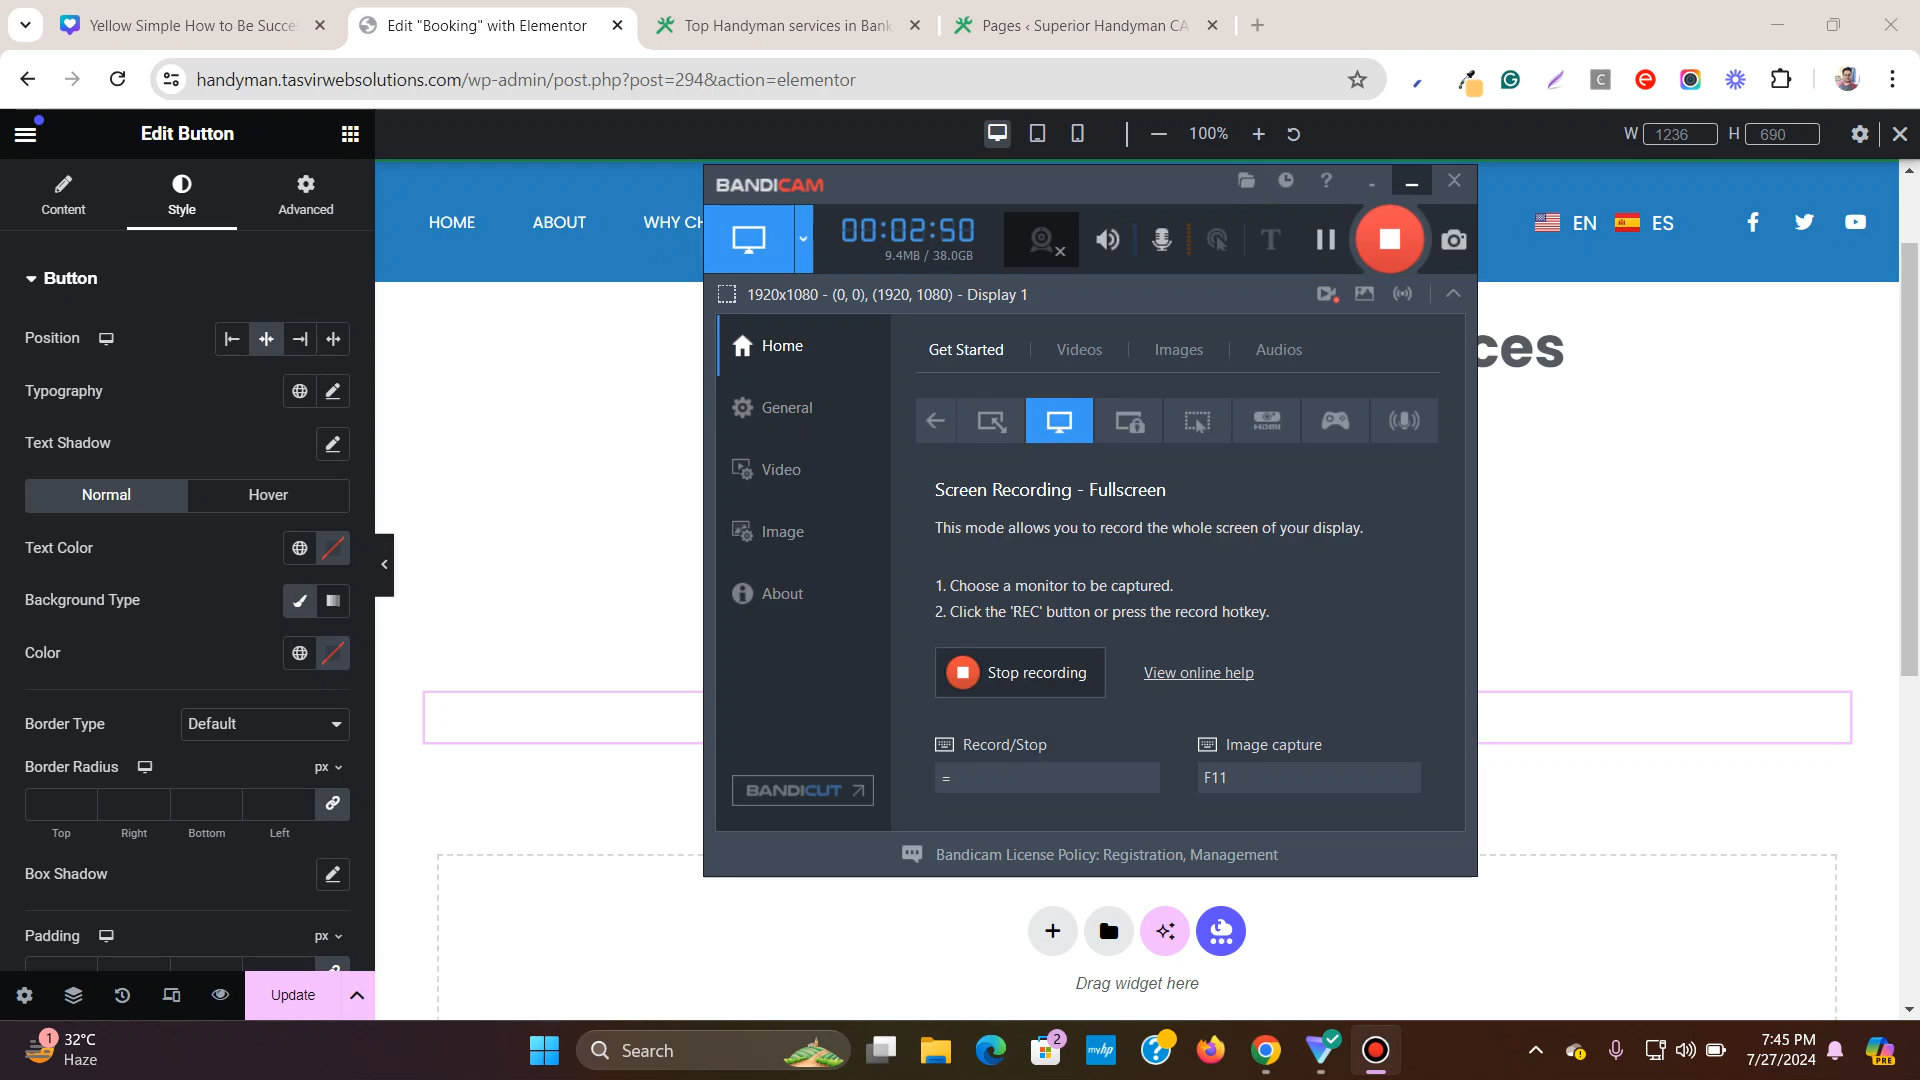 Yellow Simple How to Be Succe
Edit "Booking" with Elementor
Top Handyman services in Bank
Pages ‹ Superior Handyman CA
handyman.tasvirwebsolutions.com/wp-admin/post.php?post=294&action=elementor
Edit Button
100%
W 1236 H 690
Content
Style
Advanced
HOME
ABOUT
WHY CH
EN
ES
ces
Button
Position
Typography
Text Shadow
Normal
Hover
Text Color
Background Type
Color
Border Type
Default
Border Radius
px
Top
Right
Bottom
Left
Box Shadow
Padding
px
Update
BANDICAM
00:02:50
9.4MB / 38.0GB
1920x1080 - (0, 0), (1920, 1080) - Display 1
Home
General
Video
Image
About
BANDICUT
Get Started
Videos
Images
Audios
HDMI
Screen Recording - Fullscreen
This mode allows you to record the whole screen of your display.
1. Choose a monitor to be captured.
2. Click the 'REC' button or press the record hotkey.
Stop recording
View online help
Record/Stop
=
Image capture
F11
Bandicam License Policy: Registration, Management
Drag widget here
1
32°C
Haze
Search
2
myhp
7:45 PM
7/27/2024
PRE